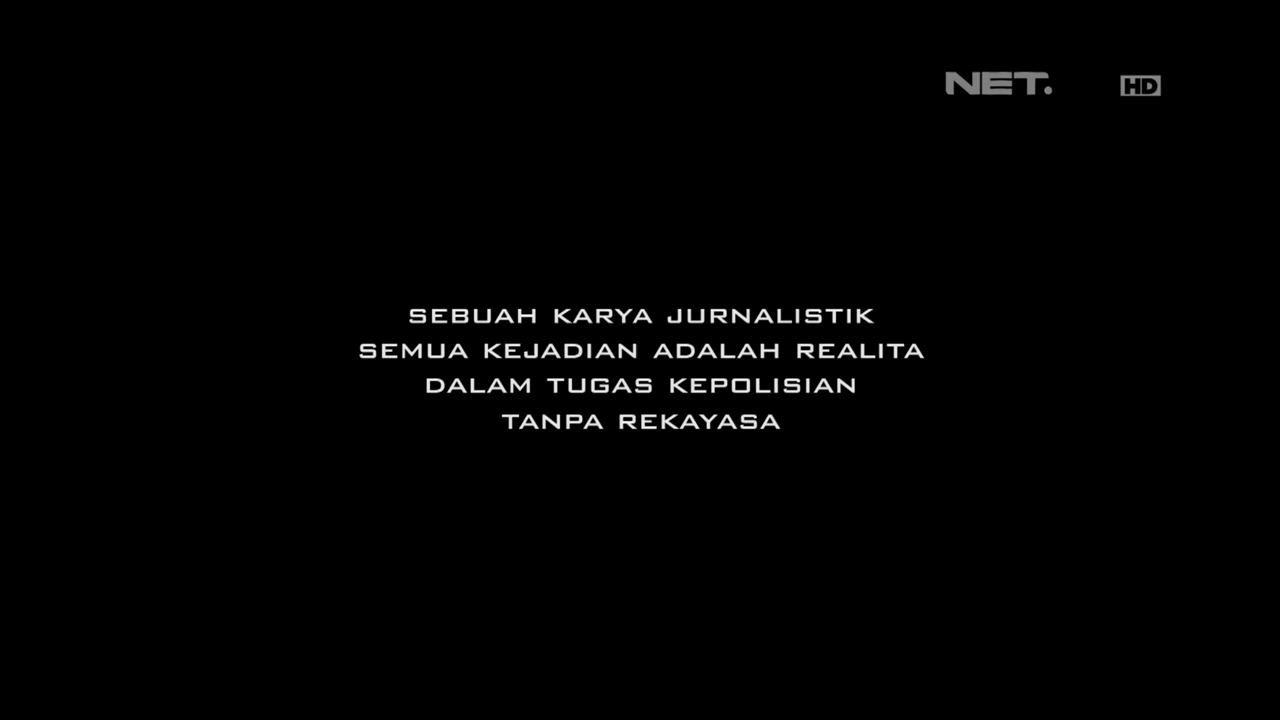 NET. HD
SEBUAH KARYA JURNALISTIK
SEMUA KEJADIAN ADALAH REALITA
DALAM TUGAS KEPOLISIAN
TANPA REKAYASA